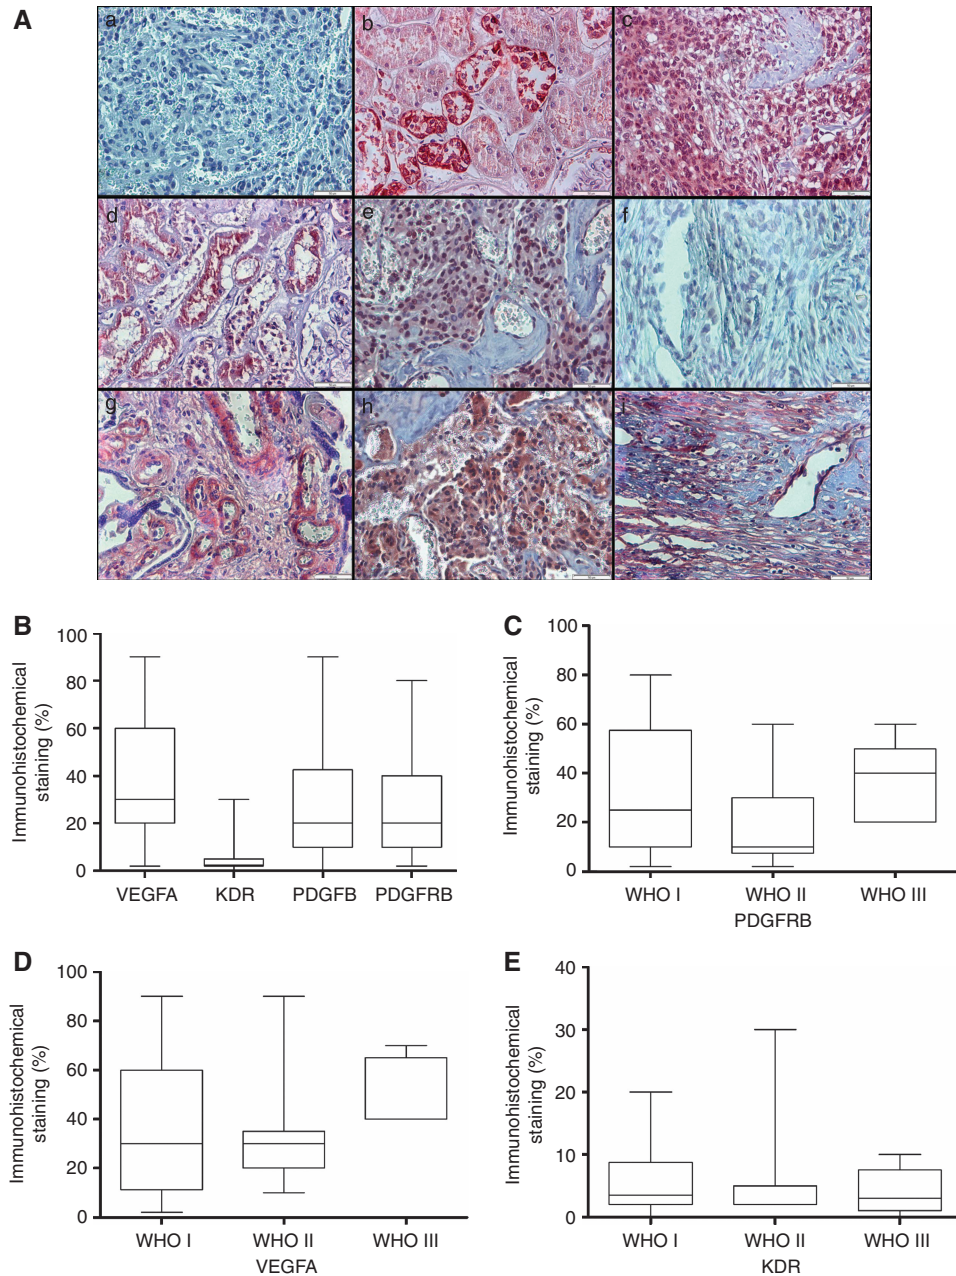 A
a
b
c
d
e
f
g
h
i
B
Immunohistochemical
staining (%)
100
80
60
40
20
0
VEGFA KDR PDGFB PDGFRB
C
Immunohistochemical
staining (%)
100
80
60
40
20
0
WHO I WHO II WHO III
PDGFRB
D
Immunohistochemical
staining (%)
100
80
60
40
20
0
WHO I WHO II WHO III
VEGFA
E
Immunohistochemical
staining (%)
40
30
20
10
0
WHO I WHO II WHO III
KDR